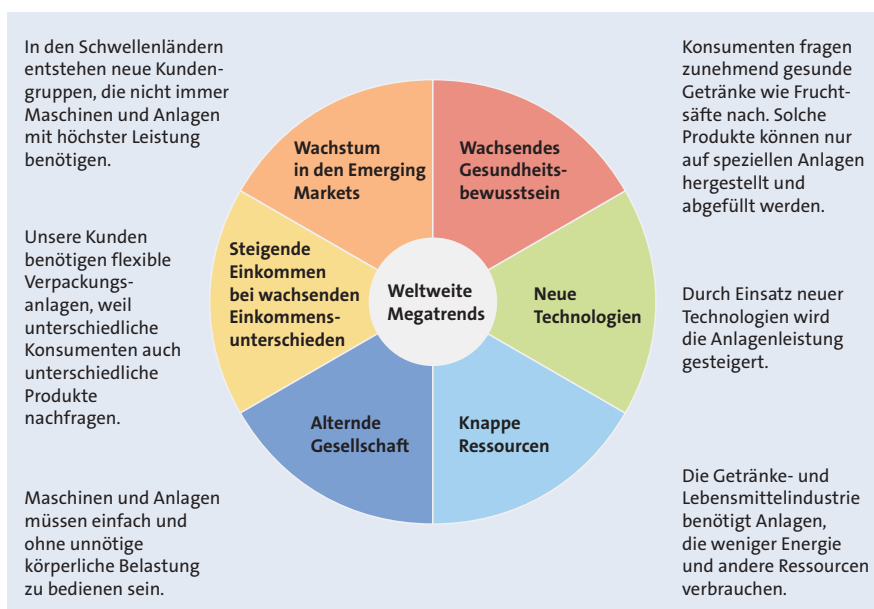 In den Schwellenländern
entstehen neue Kunden-
gruppen, die nicht immer
Maschinen und Anlagen
mit höchster Leistung
benötigen.
Unsere Kunden
benötigen flexible
Verpackungs-
anlagen, weil
unterschiedliche
Konsumenten auch
unterschiedliche
Produkte
nachfragen.
Maschinen und Anlagen
müssen einfach und
ohne unnötige
körperliche Belastung
zu bedienen sein.
Wachstum
in den Emerging
Markets
Wachsendes
Gesundheits-
bewusstsein
Steigende
Einkommen
bei wachsenden
Einkommens-
unterschieden
Weltweite
Megatrends
Neue
Technologien
Alternde
Gesellschaft
Knappe
Ressourcen
Konsumenten fragen
zunehmend gesunde
Getränke wie Frucht-
säfte nach. Solche
Produkte können nur
auf speziellen Anlagen
hergestellt und
abgefüllt werden.
Durch Einsatz neuer
Technologien wird
die Anlagenleistung
gesteigert.
Die Getränke- und
Lebensmittelindustrie
benötigt Anlagen,
die weniger Energie
und andere Ressourcen
verbrauchen.